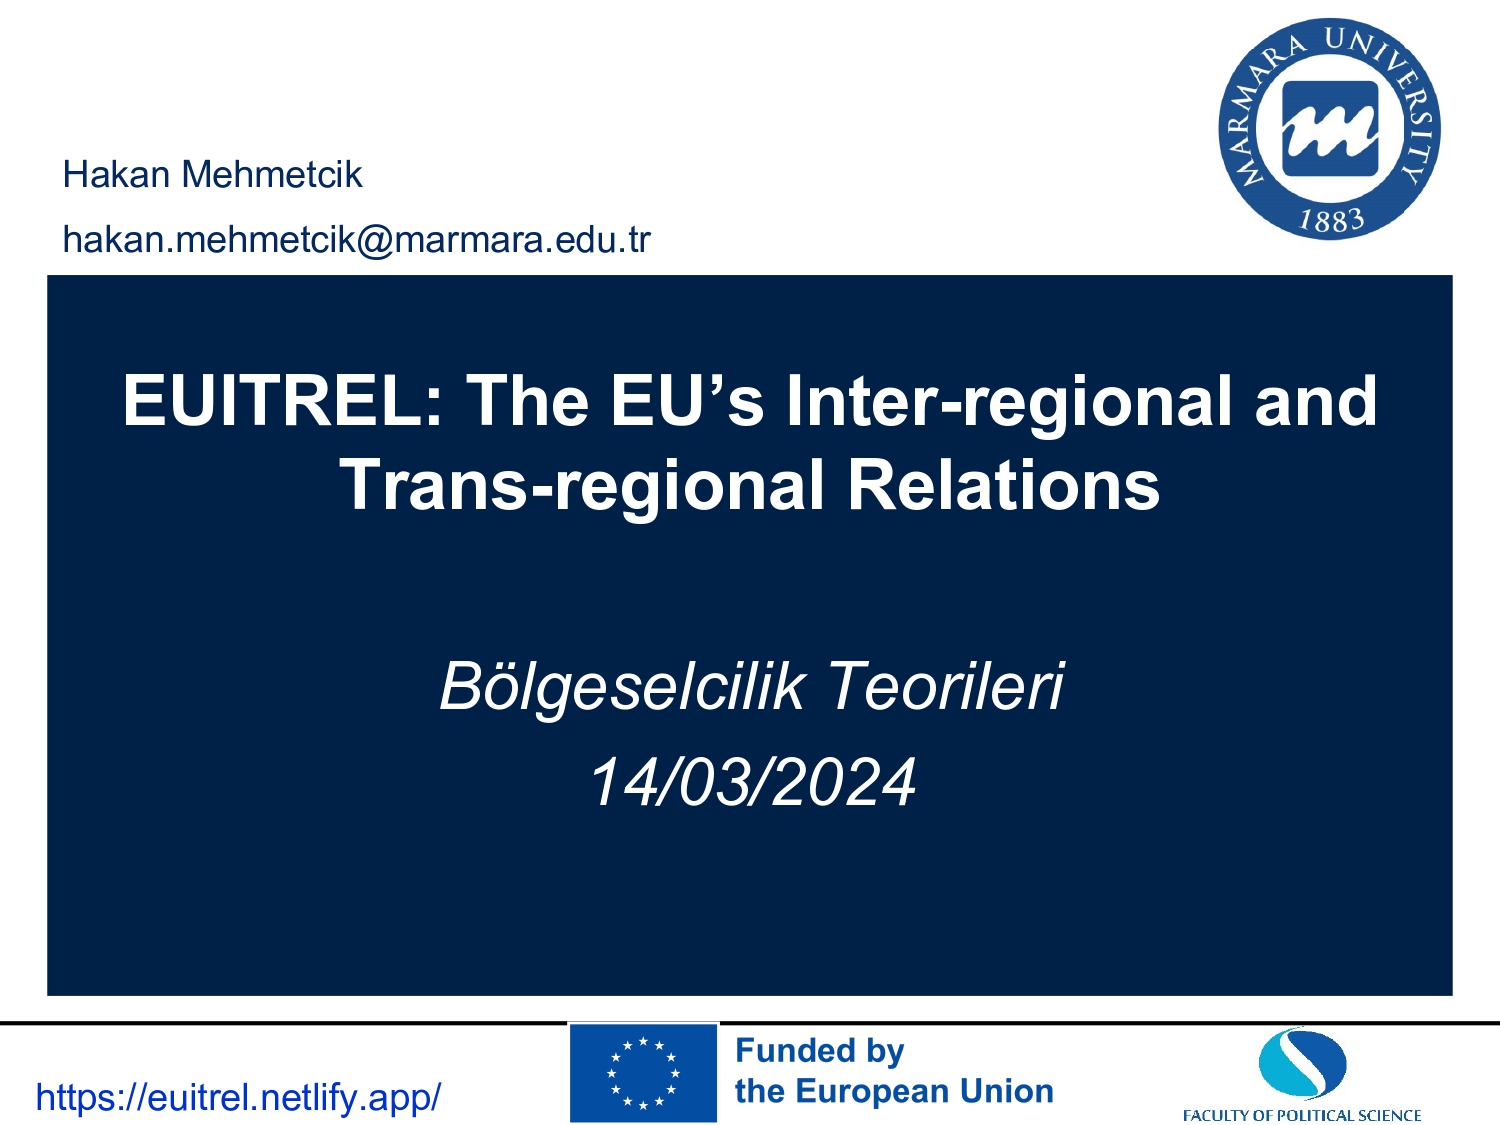 MARMARA UNIVERSITY
1883
Hakan Mehmetcik
hakan.mehmetcik@marmara.edu.tr
EUITREL: The EU’s Inter-regional and
Trans-regional Relations
Bölgeselcilik Teorileri
14/03/2024
https://euitrel.netlify.app/
Funded by
the European Union
FACULTY OF POLITICAL SCIENCE